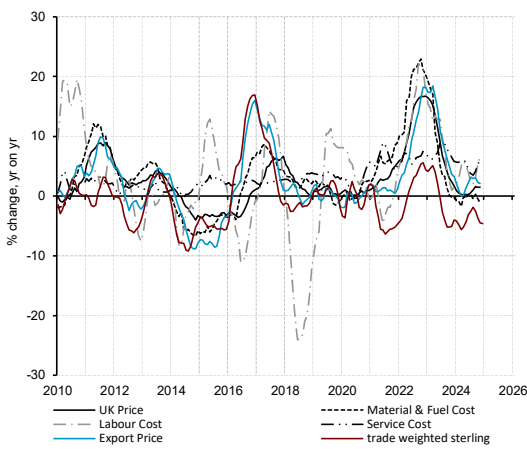 % change yr on yr
30
20
10
0
-10
-20
-30
2010 2012 2014 2016 2018 2020 2022 2024 2026
UK Price Material & Fuel Cost
Labour Cost Service Cost
Export Price trade weighted sterling